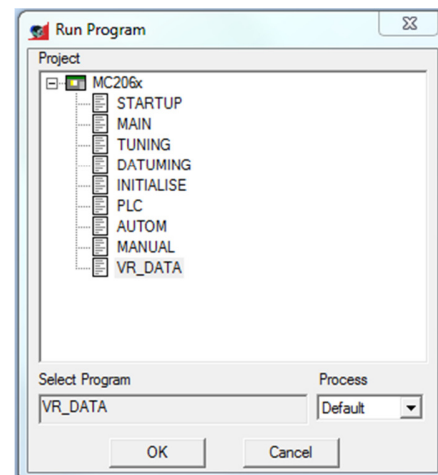 Run Program
Project
MC206x
STARTUP
MAIN
TUNING
DATUMING
INITIALISE
PLC
AUTOM
MANUAL
VR_DATA
Select Program Process
VR_DATA Default
OK Cancel